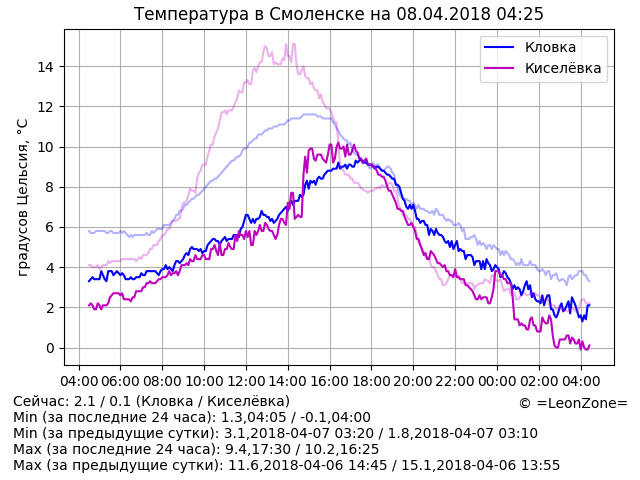 Температура в Смоленске на 08.04.2018 04:25
Кловка
Киселёвка
градусов Цельсия, °C
14
12
10
8
6
4
2
0
04:00 06:00 08:00 10:00 12:00 14:00 16:00 18:00 20:00 22:00 00:00 02:00 04:00
Сейчас: 2.1 / 0.1 (Кловка / Киселёвка)
© =LeonZone=
Min (за последние 24 часа): 1.3,04:05 / -0.1,04:00
Min (за предыдущие сутки): 3.1,2018-04-07 03:20 / 1.8,2018-04-07 03:10
Max (за последние 24 часа): 9.4,17:30 / 10.2,16:25
Max (за предыдущие сутки): 11.6,2018-04-06 14:45 / 15.1,2018-04-06 13:55